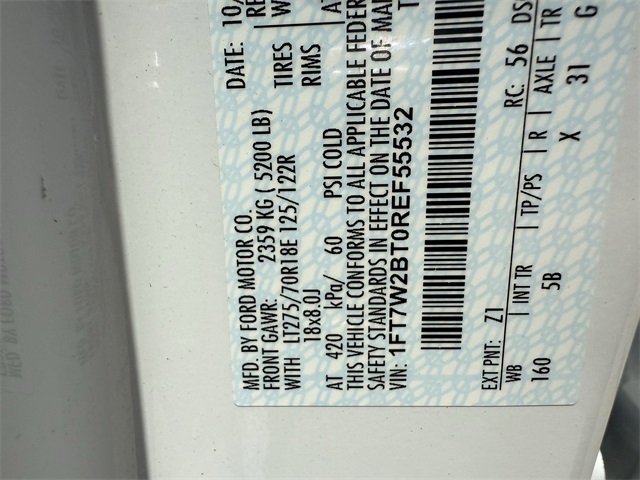 MFD. BY FORD MOTOR CO. DATE: 10/
FRONT GAWR: 2359 KG ( 5200 LB)
WITH LT275/70R18E 125/122R TIRES
18x8.0J RIMS
AT 420 kPa/ 60 PSI COLD
THIS VEHICLE CONFORMS TO ALL APPLICABLE FEDER
SAFETY STANDARDS IN EFFECT ON THE DATE OF MA
VIN: 1FT7W2BT0REF55532
EXT PNT: Z1 RC: 56 DS
WB | INT TR | TP/PS | R | AXLE | TR
160 5B X 31 G